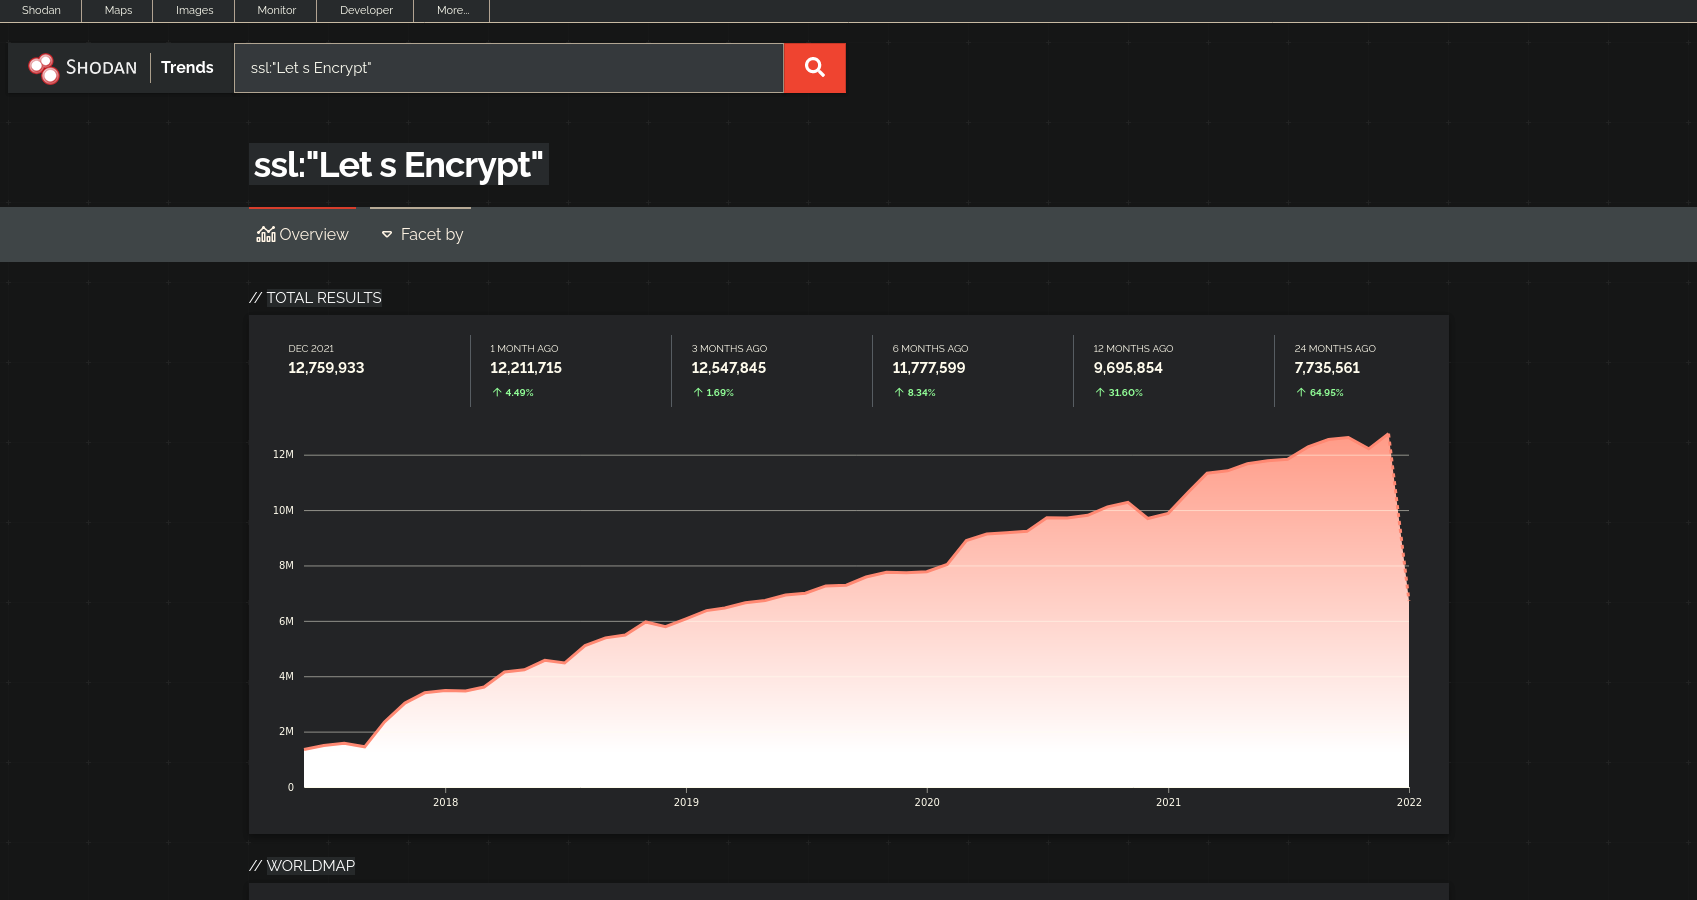 Shodan Maps Images Monitor Developer More...
SHODAN Trends ssl:"Let s Encrypt"
ssl:"Let s Encrypt"
Overview Facet by
// TOTAL RESULTS
DEC 2021 1 MONTH AGO 3 MONTHS AGO 6 MONTHS AGO 12 MONTHS AGO 24 MONTHS AGO
12,759,933 12,211,715 12,547,845 11,777,599 9,695,854 7,735,561
↑ 4.49% ↑ 1.69% ↑ 8.34% ↑ 31.60% ↑ 64.95%
12M
10M
8M
6M
4M
2M
0
2018 2019 2020 2021 2022
// WORLDMAP